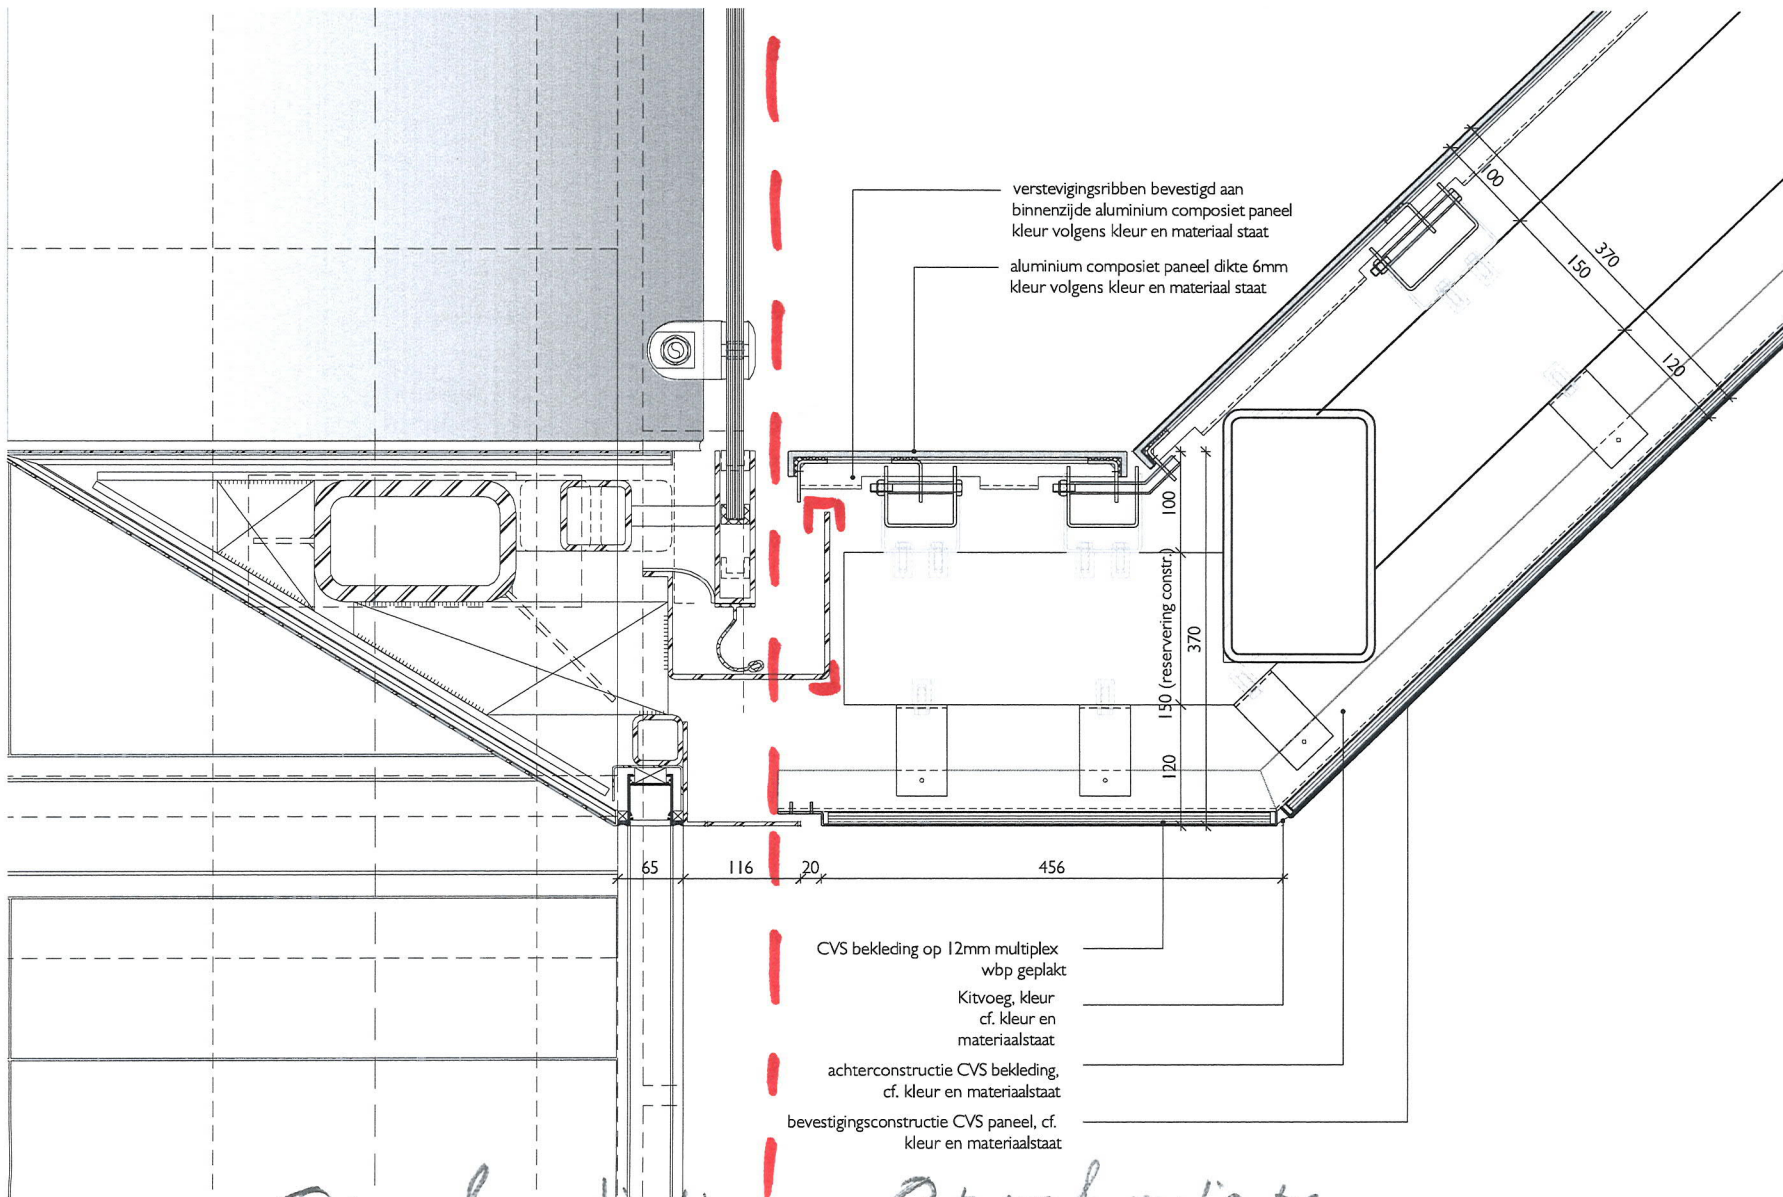 verstevigingsribben bevestigd aan
binnenzijde aluminium composiet paneel
kleur volgens kleur en materiaal staat
aluminium composiet paneel dikte 6mm
kleur volgens kleur en materiaal staat
100
370
150
120
100
150 (reservering constr.)
370
120
65
116
20
456
CVS bekleding op 12mm multiplex
wbp geplakt
Kitvoeg, kleur
cf. kleur en
materiaalstaat
achterconstructie CVS bekleding,
cf. kleur en materiaalstaat
bevestigingsconstructie CVS paneel, cf.
kleur en materiaalstaat